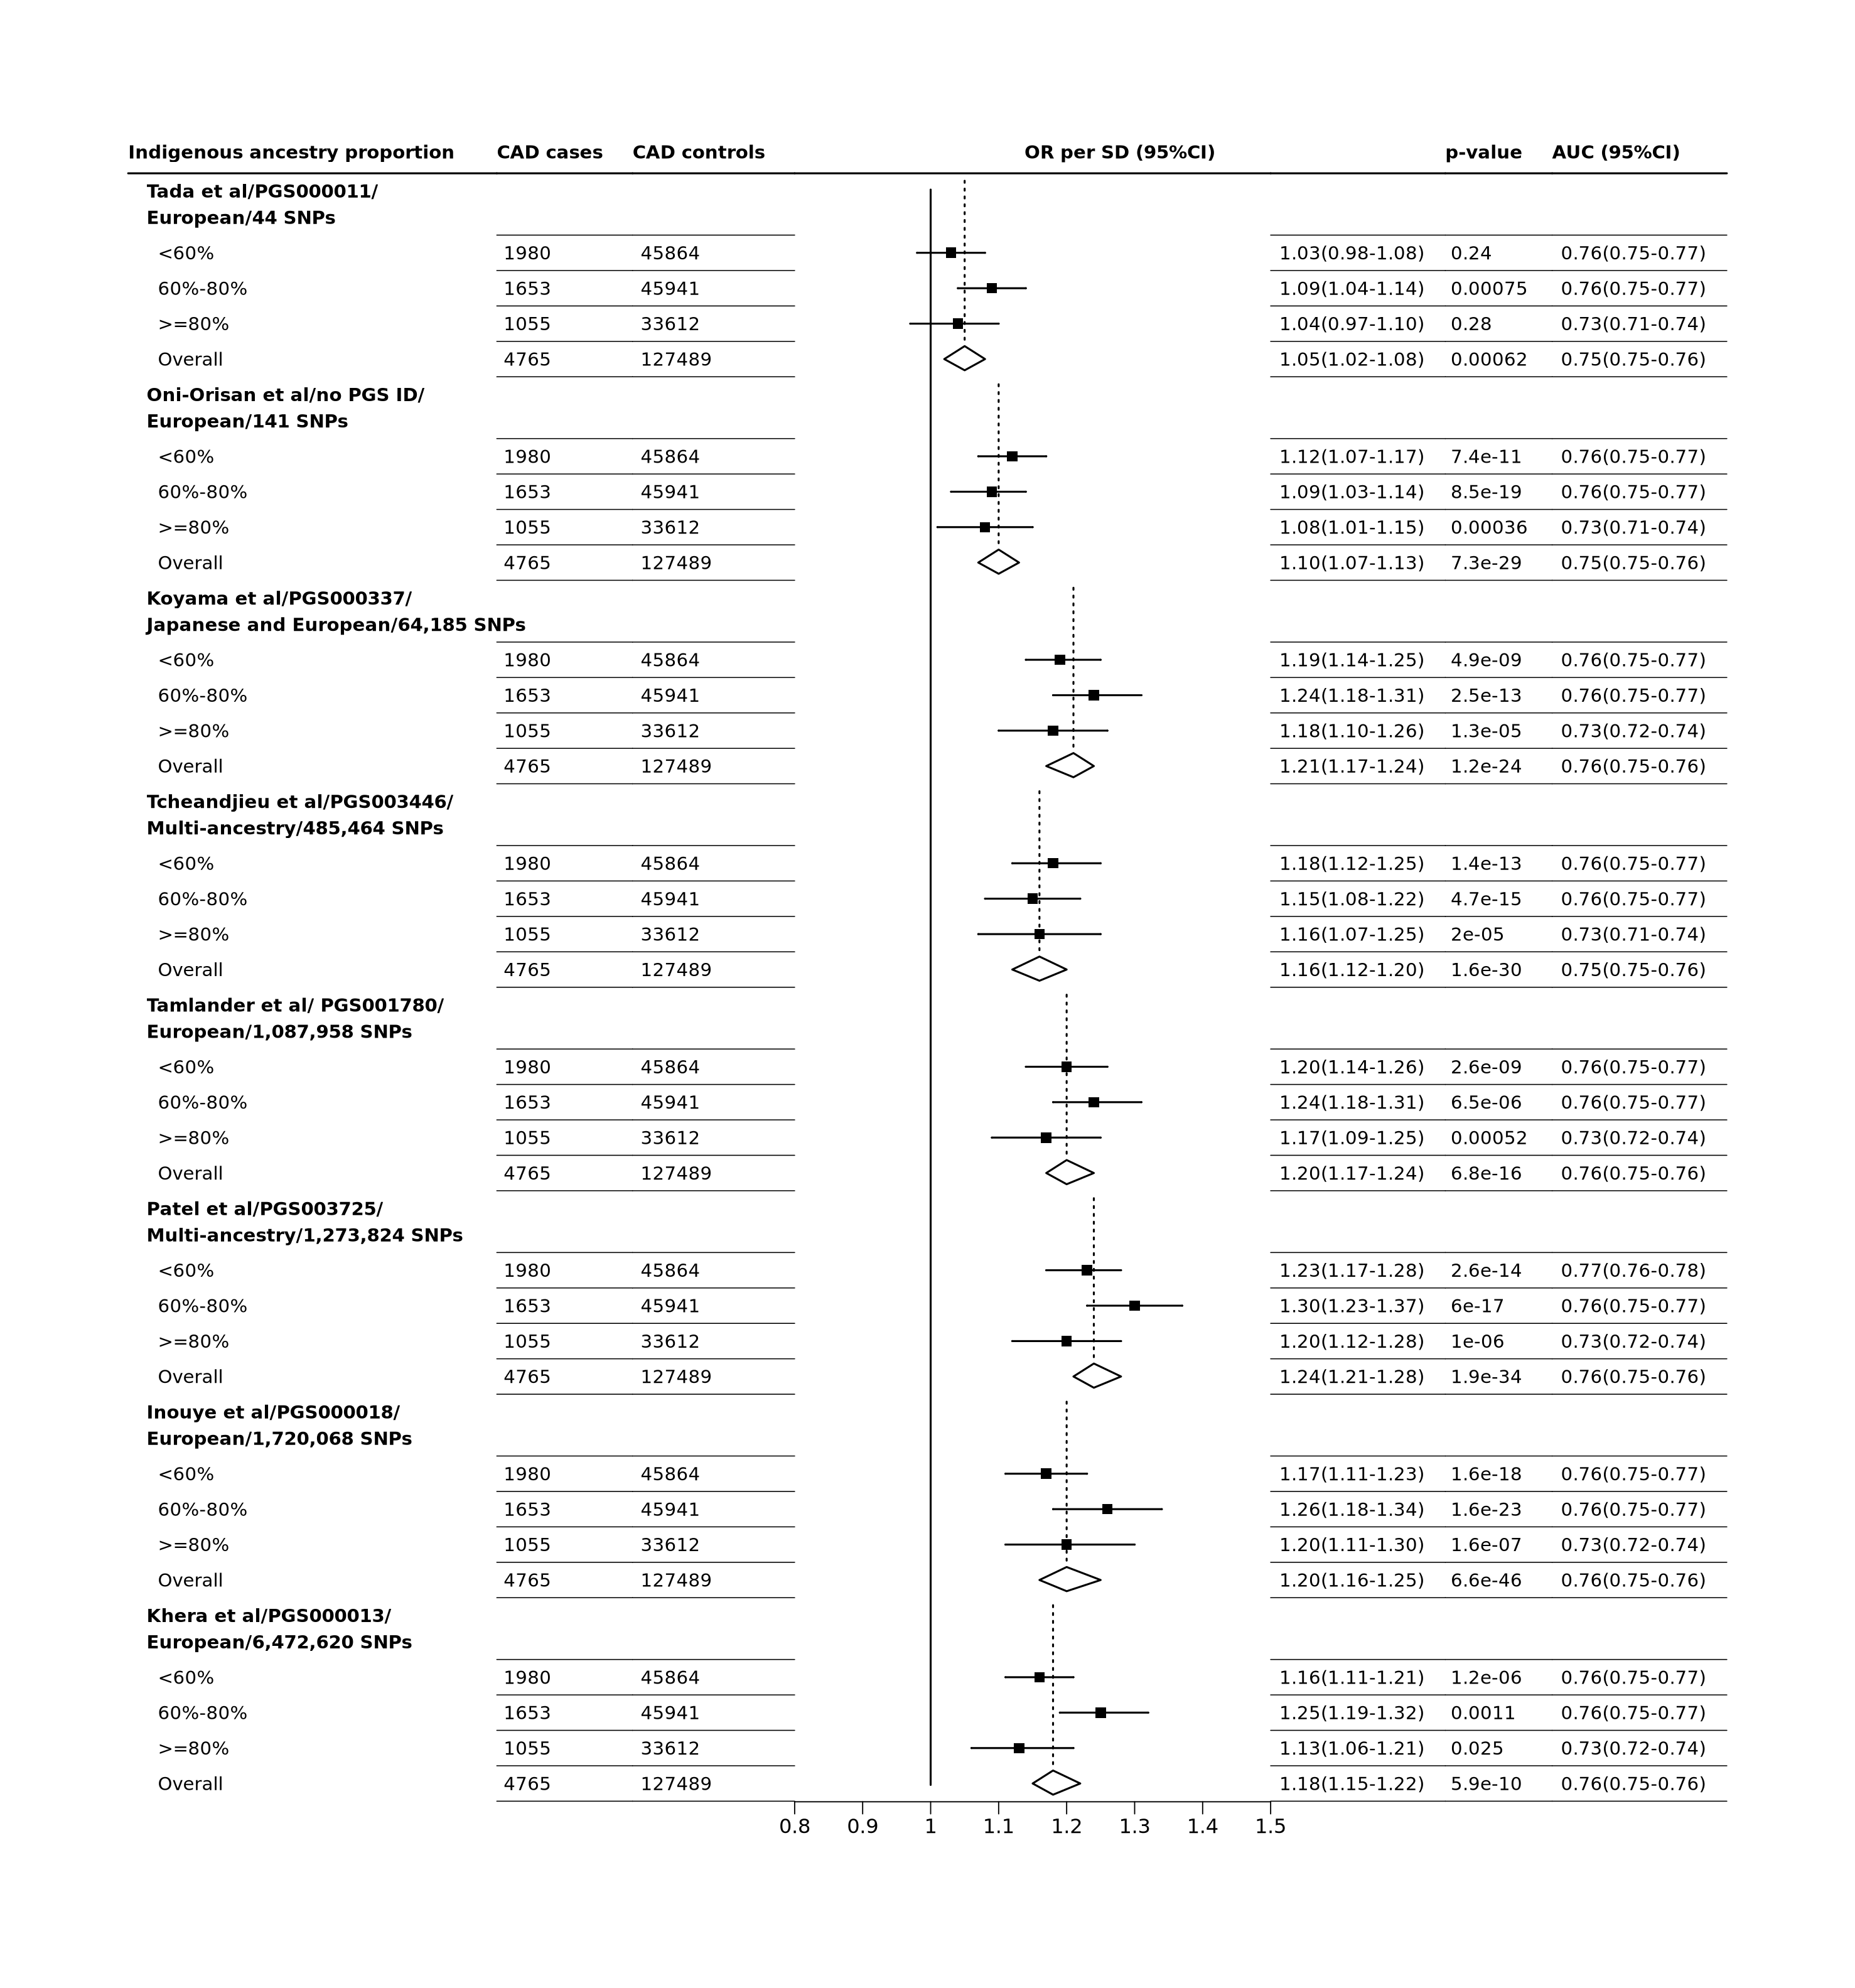 Indigenous ancestry proportion CAD cases CAD controls OR per SD (95%CI) p-value AUC (95%CI)
Tada et al/PGS000011/
European/44 SNPs
<60% 1980 45864 1.03(0.98-1.08) 0.24 0.76(0.75-0.77)
60%-80% 1653 45941 1.09(1.04-1.14) 0.00075 0.76(0.75-0.77)
>=80% 1055 33612 1.04(0.97-1.10) 0.28 0.73(0.71-0.74)
Overall 4765 127489 1.05(1.02-1.08) 0.00062 0.75(0.75-0.76)
Oni-Orisan et al/no PGS ID/
European/141 SNPs
<60% 1980 45864 1.12(1.07-1.17) 7.4e-11 0.76(0.75-0.77)
60%-80% 1653 45941 1.09(1.03-1.14) 8.5e-19 0.76(0.75-0.77)
>=80% 1055 33612 1.08(1.01-1.15) 0.00036 0.73(0.71-0.74)
Overall 4765 127489 1.10(1.07-1.13) 7.3e-29 0.75(0.75-0.76)
Koyama et al/PGS000337/
Japanese and European/64,185 SNPs
<60% 1980 45864 1.19(1.14-1.25) 4.9e-09 0.76(0.75-0.77)
60%-80% 1653 45941 1.24(1.18-1.31) 2.5e-13 0.76(0.75-0.77)
>=80% 1055 33612 1.18(1.10-1.26) 1.3e-05 0.73(0.72-0.74)
Overall 4765 127489 1.21(1.17-1.24) 1.2e-24 0.76(0.75-0.76)
Tcheandjieu et al/PGS003446/
Multi-ancestry/485,464 SNPs
<60% 1980 45864 1.18(1.12-1.25) 1.4e-13 0.76(0.75-0.77)
60%-80% 1653 45941 1.15(1.08-1.22) 4.7e-15 0.76(0.75-0.77)
>=80% 1055 33612 1.16(1.07-1.25) 2e-05 0.73(0.71-0.74)
Overall 4765 127489 1.16(1.12-1.20) 1.6e-30 0.75(0.75-0.76)
Tamlander et al/ PGS001780/
European/1,087,958 SNPs
<60% 1980 45864 1.20(1.14-1.26) 2.6e-09 0.76(0.75-0.77)
60%-80% 1653 45941 1.24(1.18-1.31) 6.5e-06 0.76(0.75-0.77)
>=80% 1055 33612 1.17(1.09-1.25) 0.00052 0.73(0.72-0.74)
Overall 4765 127489 1.20(1.17-1.24) 6.8e-16 0.76(0.75-0.76)
Patel et al/PGS003725/
Multi-ancestry/1,273,824 SNPs
<60% 1980 45864 1.23(1.17-1.28) 2.6e-14 0.77(0.76-0.78)
60%-80% 1653 45941 1.30(1.23-1.37) 6e-17 0.76(0.75-0.77)
>=80% 1055 33612 1.20(1.12-1.28) 1e-06 0.73(0.72-0.74)
Overall 4765 127489 1.24(1.21-1.28) 1.9e-34 0.76(0.75-0.76)
Inouye et al/PGS000018/
European/1,720,068 SNPs
<60% 1980 45864 1.17(1.11-1.23) 1.6e-18 0.76(0.75-0.77)
60%-80% 1653 45941 1.26(1.18-1.34) 1.6e-23 0.76(0.75-0.77)
>=80% 1055 33612 1.20(1.11-1.30) 1.6e-07 0.73(0.72-0.74)
Overall 4765 127489 1.20(1.16-1.25) 6.6e-46 0.76(0.75-0.76)
Khera et al/PGS000013/
European/6,472,620 SNPs
<60% 1980 45864 1.16(1.11-1.21) 1.2e-06 0.76(0.75-0.77)
60%-80% 1653 45941 1.25(1.19-1.32) 0.0011 0.76(0.75-0.77)
>=80% 1055 33612 1.13(1.06-1.21) 0.025 0.73(0.72-0.74)
Overall 4765 127489 1.18(1.15-1.22) 5.9e-10 0.76(0.75-0.76)
0.8 0.9 1 1.1 1.2 1.3 1.4 1.5